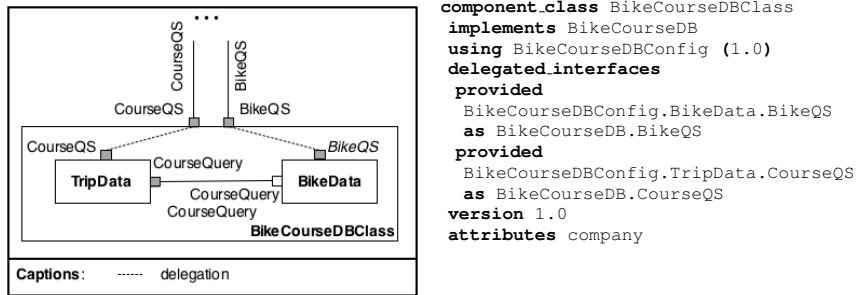 • • •
CourseQS
BikeQS
CourseQS
BikeQS
CourseQS
BikeQS
CourseQuery
TripData
BikeData
CourseQuery
CourseQuery
BikeCourseDBClass
Captions: ------ delegation
component_class BikeCourseDBClass
implements BikeCourseDB
using BikeCourseDBConfig (1.0)
delegated_interfaces
provided
BikeCourseDBConfig.BikeData.BikeQS
as BikeCourseDB.BikeQS
provided
BikeCourseDBConfig.TripData.CourseQS
as BikeCourseDB.CourseQS
version 1.0
attributes company